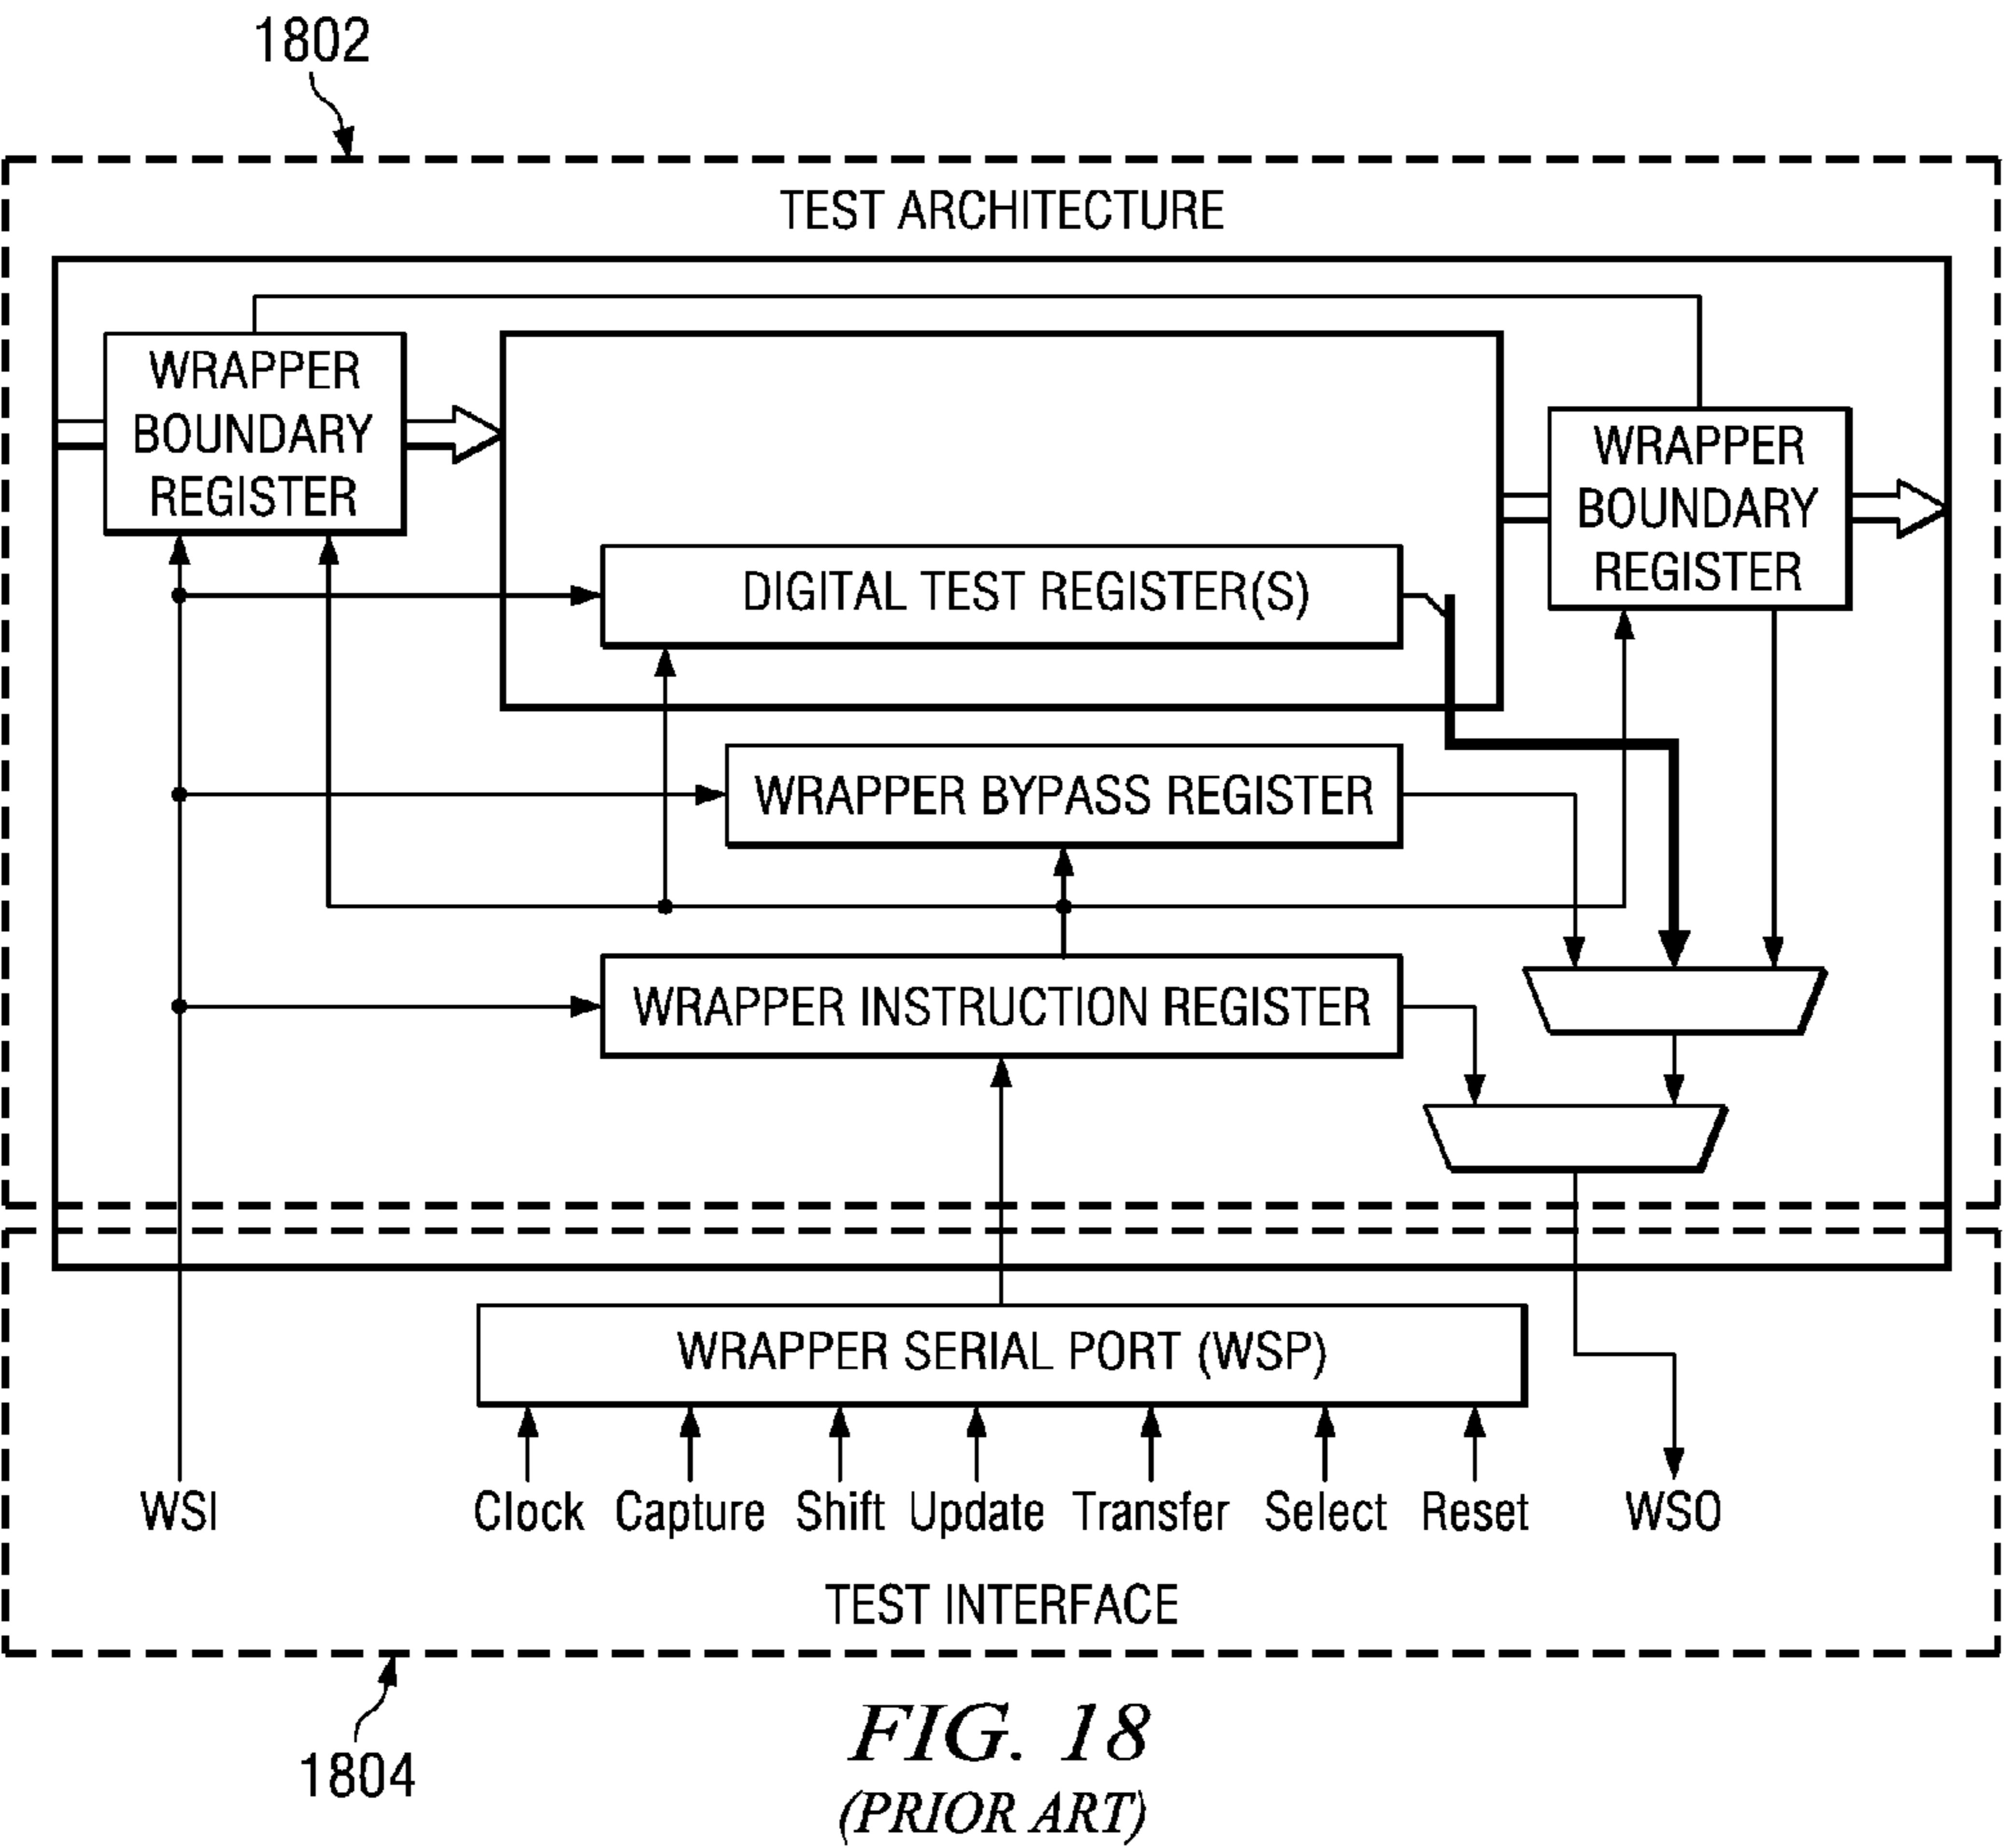 1802
TEST ARCHITECTURE
WRAPPER
BOUNDARY
REGISTER
WRAPPER
BOUNDARY
REGISTER
DIGITAL TEST REGISTER(S)
WRAPPER BYPASS REGISTER
WRAPPER INSTRUCTION REGISTER
WRAPPER SERIAL PORT (WSP)
WSI Clock Capture Shift Update Transfer Select Reset WSO
TEST INTERFACE
1804
FIG. 18
(PRIOR ART)